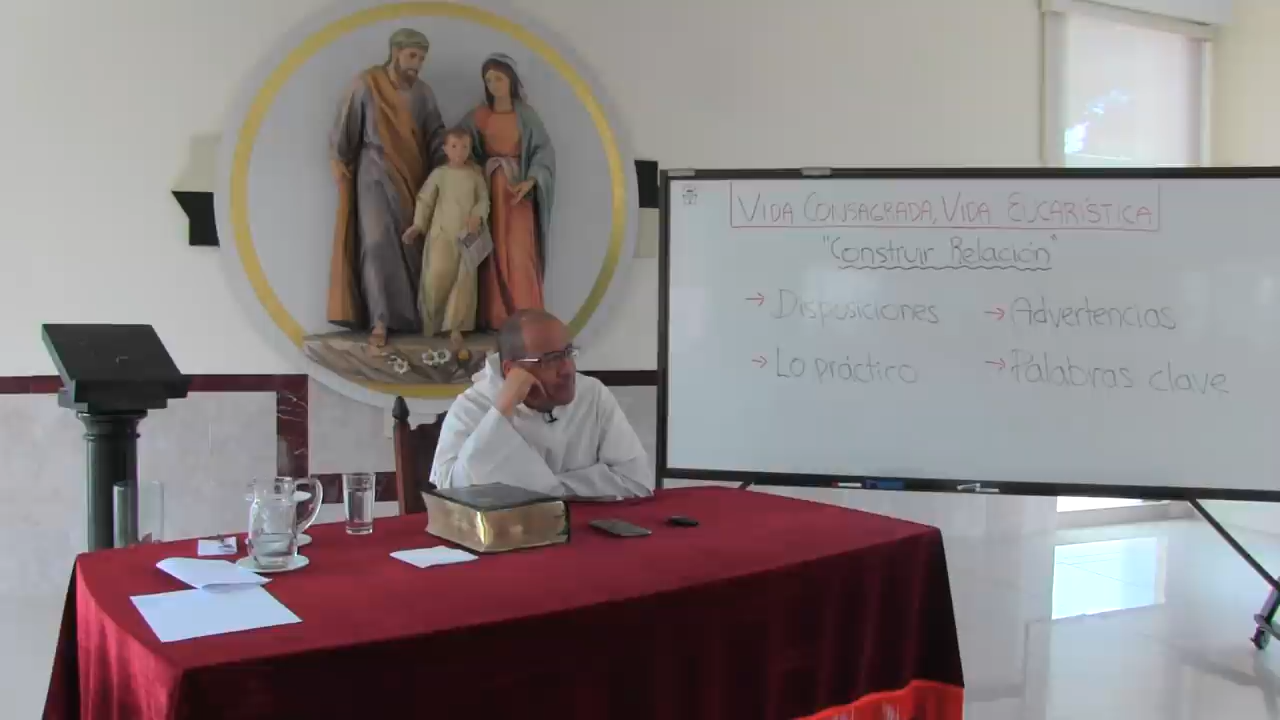 VIDA CONSAGRADA, VIDA EUCARÍSTICA
"Construir Relación"
→ Disposiciones → Advertencias
→ Lo práctico → Palabras clave